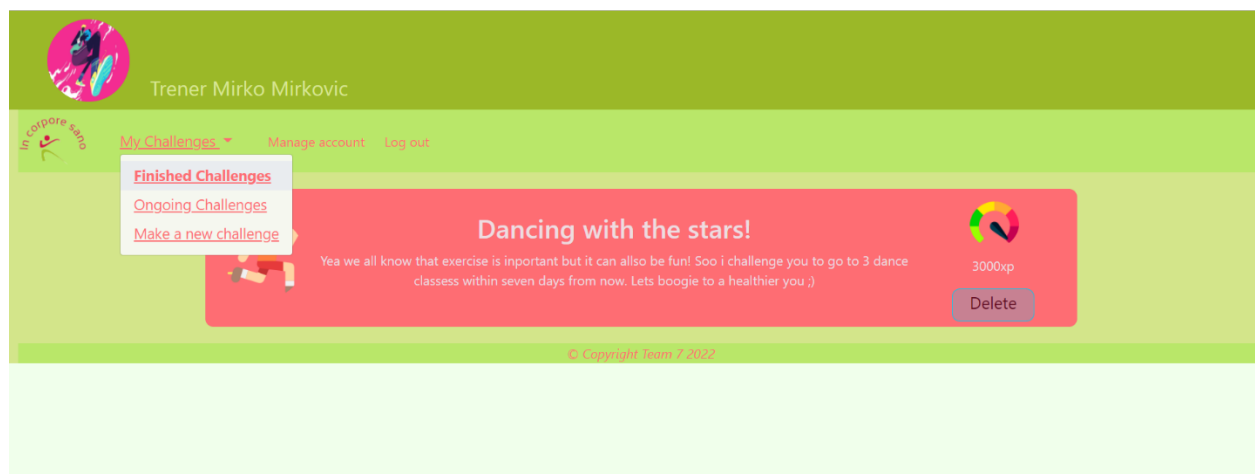 Trener Mirko Mirkovic
In corpore sano
My Challenges
Manage account
Log out
Finished Challenges
Ongoing Challenges
Make a new challenge
Dancing with the stars!
Yea we all know that exercise is inportant but it can allso be fun! Soo i challenge you to go to 3 dance
classess within seven days from now. Lets boogie to a healthier you ;)
3000xp
Delete
© Copyright Team 7 2022